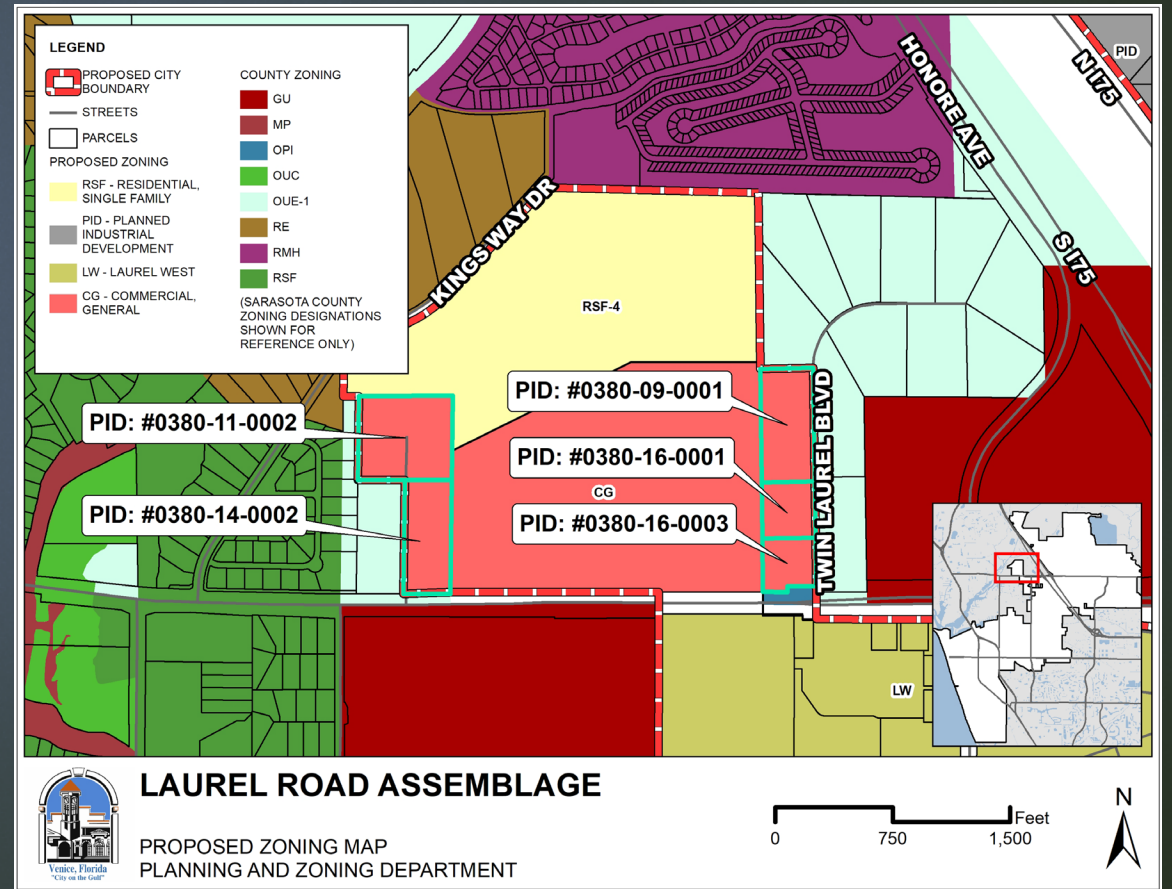 LEGEND
PROPOSED CITY
BOUNDARY
STREETS
PARCELS
PROPOSED ZONING
RSF - RESIDENTIAL,
SINGLE FAMILY
PID - PLANNED
INDUSTRIAL
DEVELOPMENT
LW - LAUREL WEST
CG - COMMERCIAL,
GENERAL
COUNTY ZONING
GU
MP
OPI
OUC
OUE-1
RE
RMH
RSF
(SARASOTA COUNTY
ZONING DESIGNATIONS
SHOWN FOR
REFERENCE ONLY)
HONORE AVE
N I75
PID
KINGS WAY DR
S I75
RSF-4
PID: #0380-09-0001
PID: #0380-11-0002
PID: #0380-16-0001
CG
PID: #0380-14-0002
PID: #0380-16-0003
TWIN LAUREL BLVD
LW
LAUREL ROAD ASSEMBLAGE
PROPOSED ZONING MAP
PLANNING AND ZONING DEPARTMENT
Venice, Florida
"City on the Gulf"
Feet
0 750 1,500
N